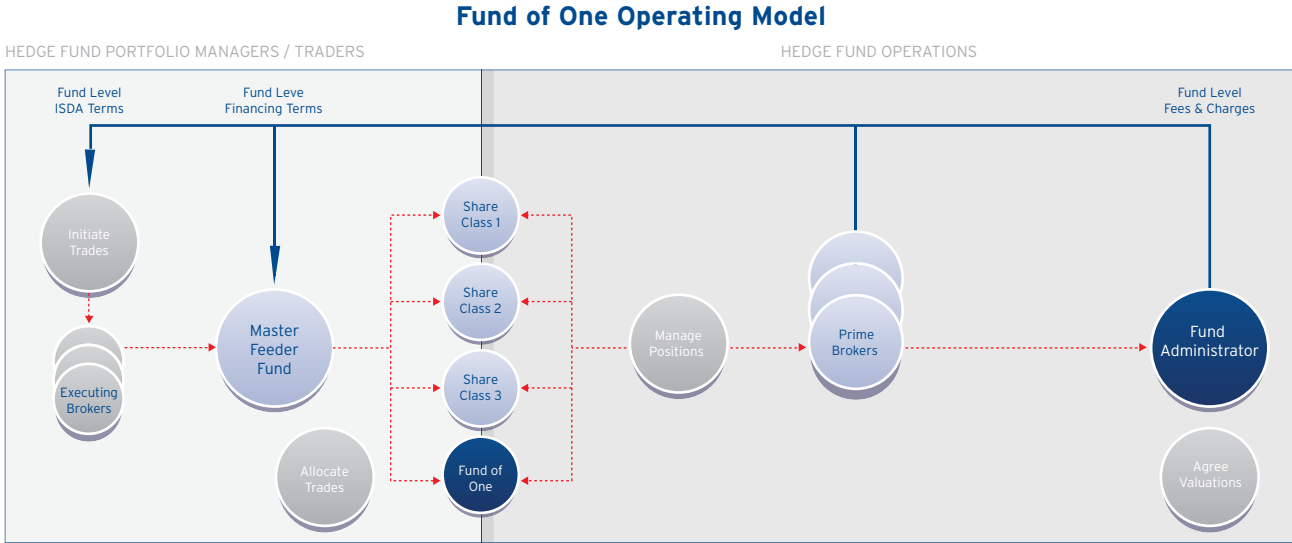 Fund of One Operating Model
HEDGE FUND PORTFOLIO MANAGERS / TRADERS
HEDGE FUND OPERATIONS
Fund Level
ISDA Terms
Fund Leve
Financing Terms
Fund Level
Fees & Charges
Initiate
Trades
Executing
Brokers
Master
Feeder
Fund
Allocate
Trades
Share
Class 1
Share
Class 2
Share
Class 3
Fund of
One
Manage
Positions
Prime
Brokers
Fund
Administrator
Agree
Valuations